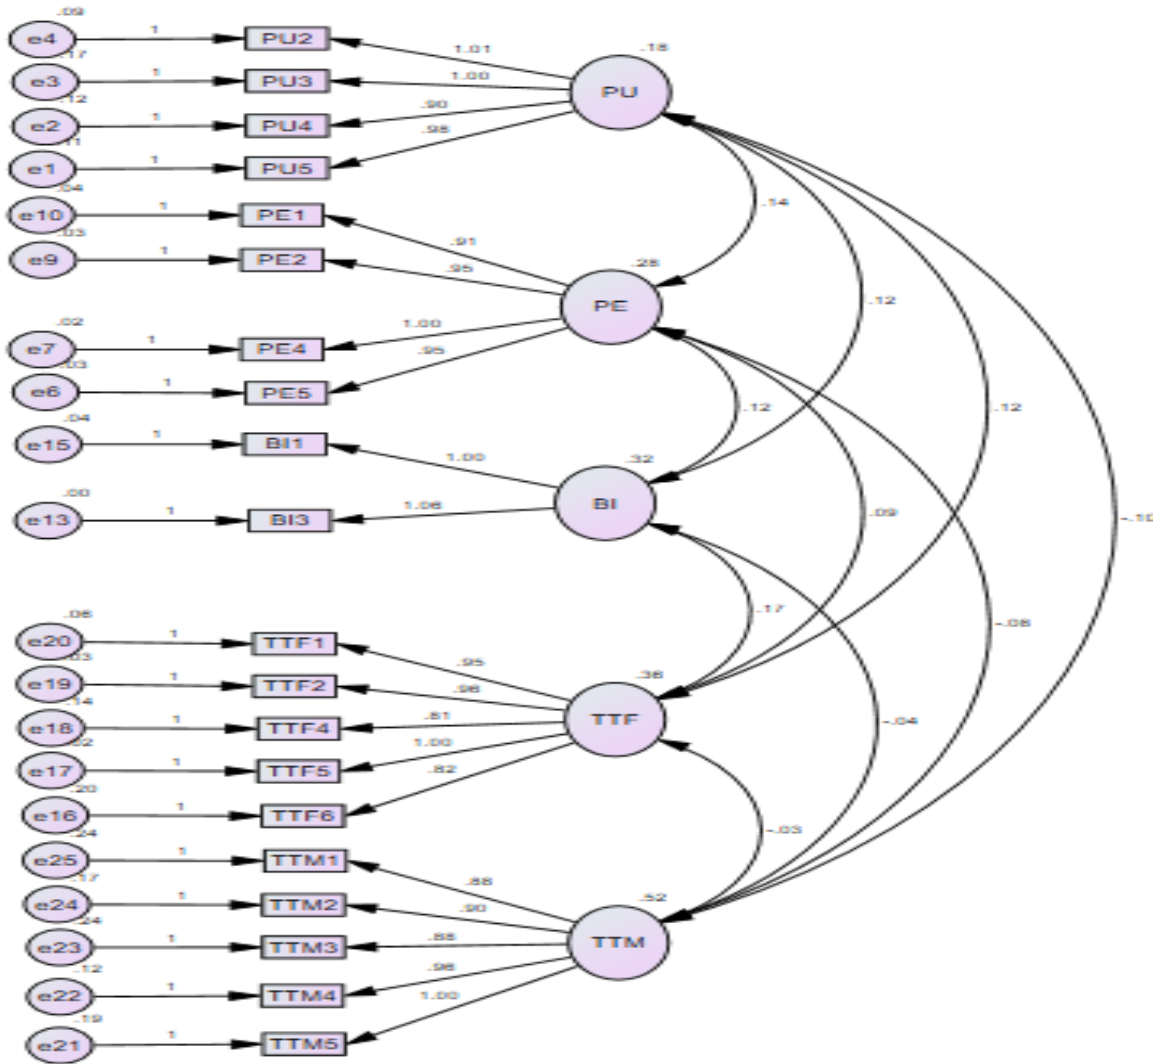 .09
e4 1 PU2 1.01 .18
.17
e3 1 PU3 1.00 PU
.12
e2 1 PU4 .90
.11
e1 1 PU5 .98
.04
e10 1 PE1 .14
.03
e9 1 PE2 .91 .28
.95 PE .12
.02
e7 1 PE4 1.00
.03
e6 1 PE5 .95 .12 .12
.04
e15 1 BI1 1.00 .32
.00
e13 1 BI3 1.06 BI .09 -.10
.06
e20 1 TTF1 .95 .17 -.08
.03
e19 1 TTF2 .96 .36
.14
e18 1 TTF4 .81 TTF -.04
e17 1 TTF5 1.00
.20
e16 1 TTF6 .82
.24
e25 1 TTM1 .88 -.03
.17
e24 1 TTM2 .90 .52
.24
e23 1 TTM3 .88 TTM
.12
e22 1 TTM4 .96
.19
e21 1 TTM5 1.00